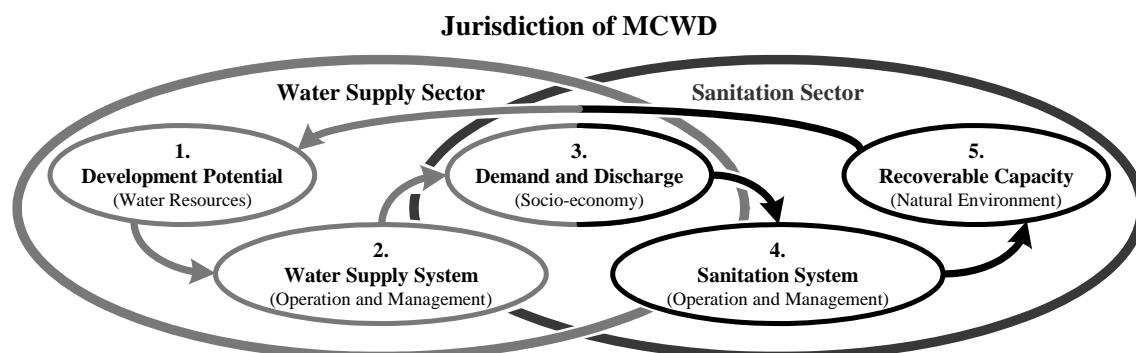 Jurisdiction of MCWD
Water Supply Sector
Sanitation Sector
1.
Development Potential
(Water Resources)
2.
Water Supply System
(Operation and Management)
3.
Demand and Discharge
(Socio-economy)
4.
Sanitation System
(Operation and Management)
5.
Recoverable Capacity
(Natural Environment)